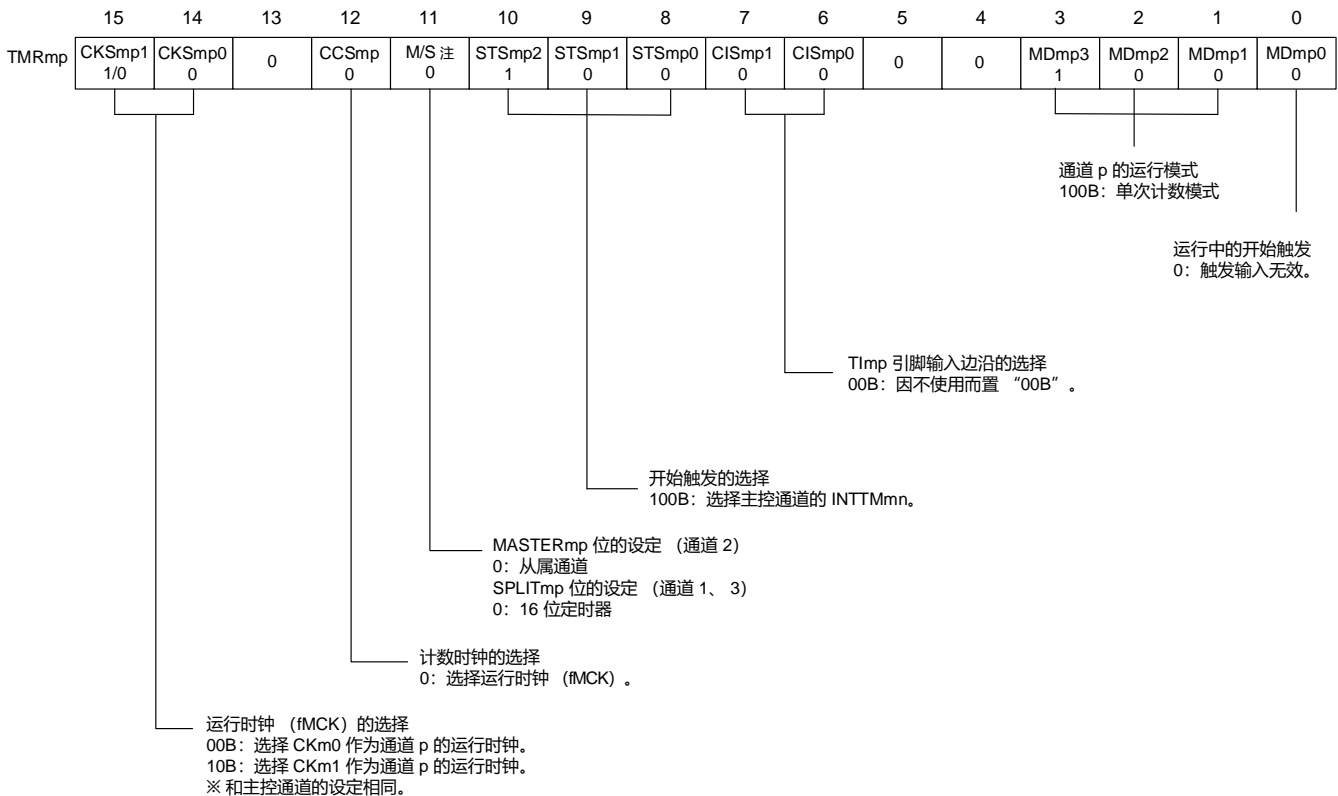 15 14 13 12 11 10 9 8 7 6 5 4 3 2 1 0
TMRmp CKSmp1 CKSmp0 0 CCSmp M/S 注 STSmp2 STSmp1 STSmp0 CISmp1 CISmp0 0 0 MDmp3 MDmp2 MDmp1 MDmp0
1/0 0 0 0 1 0 0 0 0 1 0 0 0
通道 p 的运行模式
100B：单次计数模式
运行中的开始触发
0：触发输入无效。
TImp 引脚输入边沿的选择
00B：因不使用而置 “00B”。
开始触发的选择
100B：选择主控通道的 INTTMmn。
MASTERmp 位的设定 （通道 2）
0：从属通道
SPLITmp 位的设定 （通道 1、 3）
0：16 位定时器
计数时钟的选择
0：选择运行时钟 （fMCK）。
运行时钟 （fMCK）的选择
00B：选择 CKm0 作为通道 p 的运行时钟。
10B：选择 CKm1 作为通道 p 的运行时钟。
※ 和主控通道的设定相同。